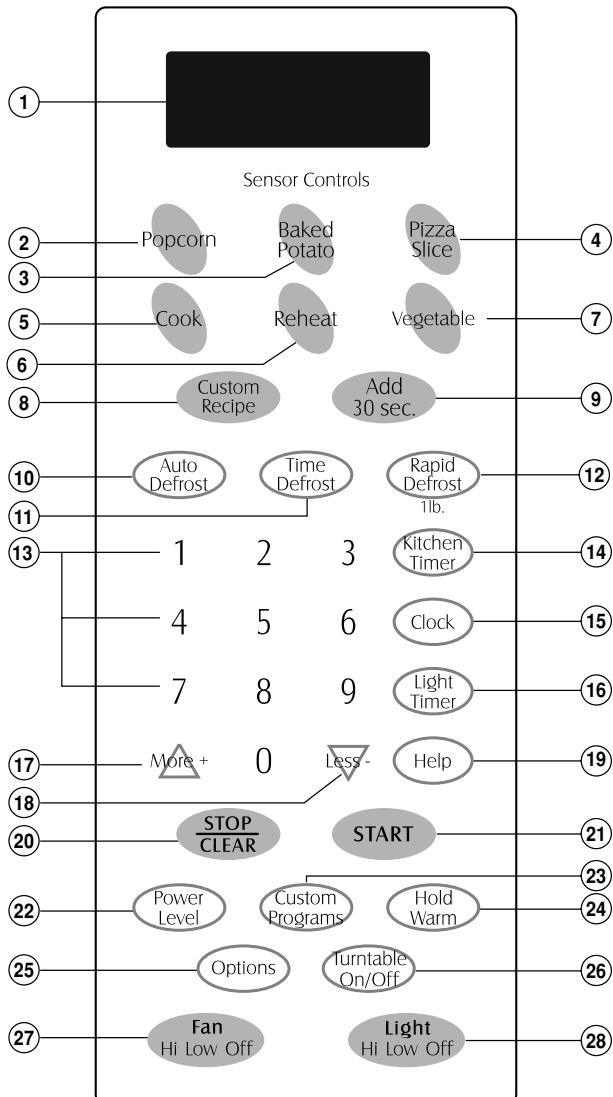 1
Sensor Controls
2
Popcorn
Baked
Potato
Pizza
Slice
4
3
5
Cook
Reheat
Vegetable
7
6
8
Custom
Recipe
Add
30 sec.
9
10
Auto
Defrost
Time
Defrost
Rapid
Defrost
1lb.
12
11
13
1 2 3
Kitchen
Timer
14
4 5 6
Clock
15
7 8 9
Light
Timer
16
17
More + 0 Less -
Help
19
18
20
STOP
CLEAR
START
21
23
22
Power
Level
Custom
Programs
Hold
Warm
24
25
Options
Turntable
On/Off
26
27
Fan
Hi Low Off
Light
Hi Low Off
28